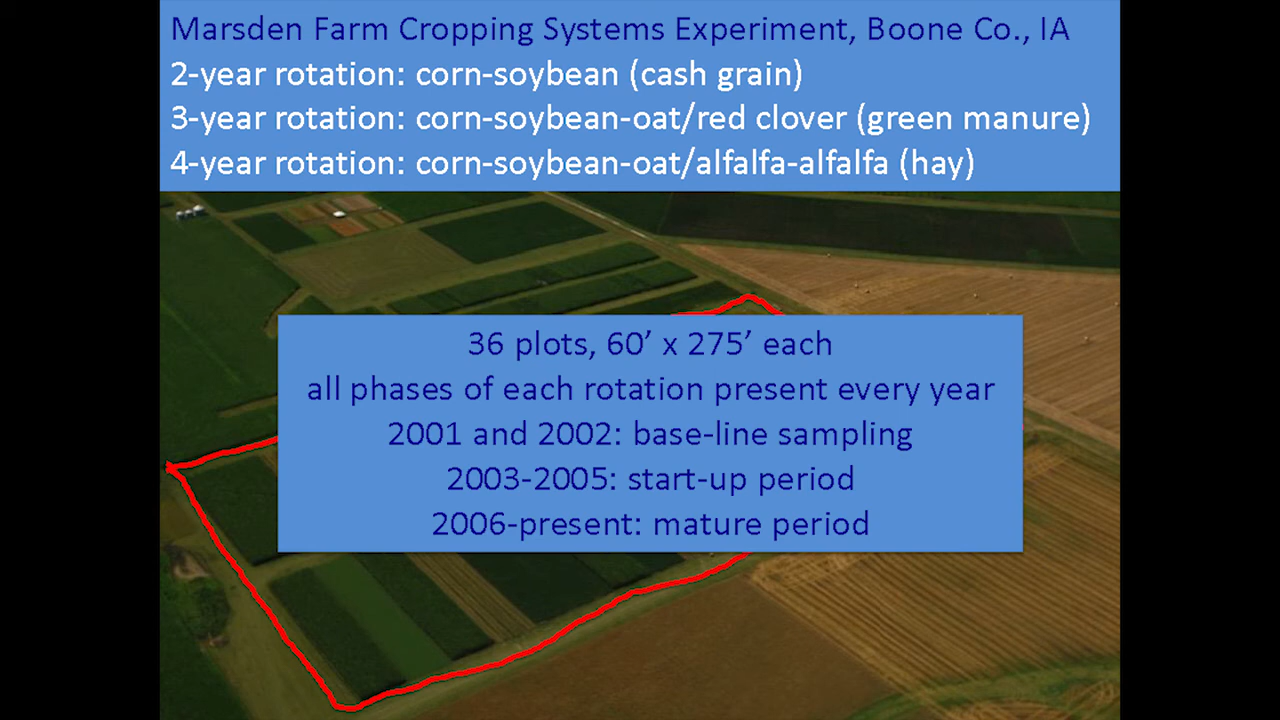 Marsden Farm Cropping Systems Experiment, Boone Co., IA
2-year rotation: corn-soybean (cash grain)
3-year rotation: corn-soybean-oat/red clover (green manure)
4-year rotation: corn-soybean-oat/alfalfa-alfalfa (hay)
36 plots, 60’ x 275’ each
all phases of each rotation present every year
2001 and 2002: base-line sampling
2003-2005: start-up period
2006-present: mature period